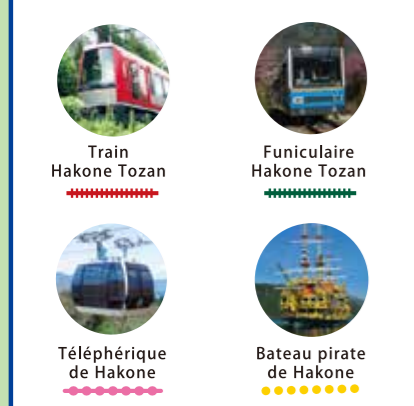 Train
Hakone Tozan
Funiculaire
Hakone Tozan
Téléphérique
de Hakone
Bateau pirate
de Hakone